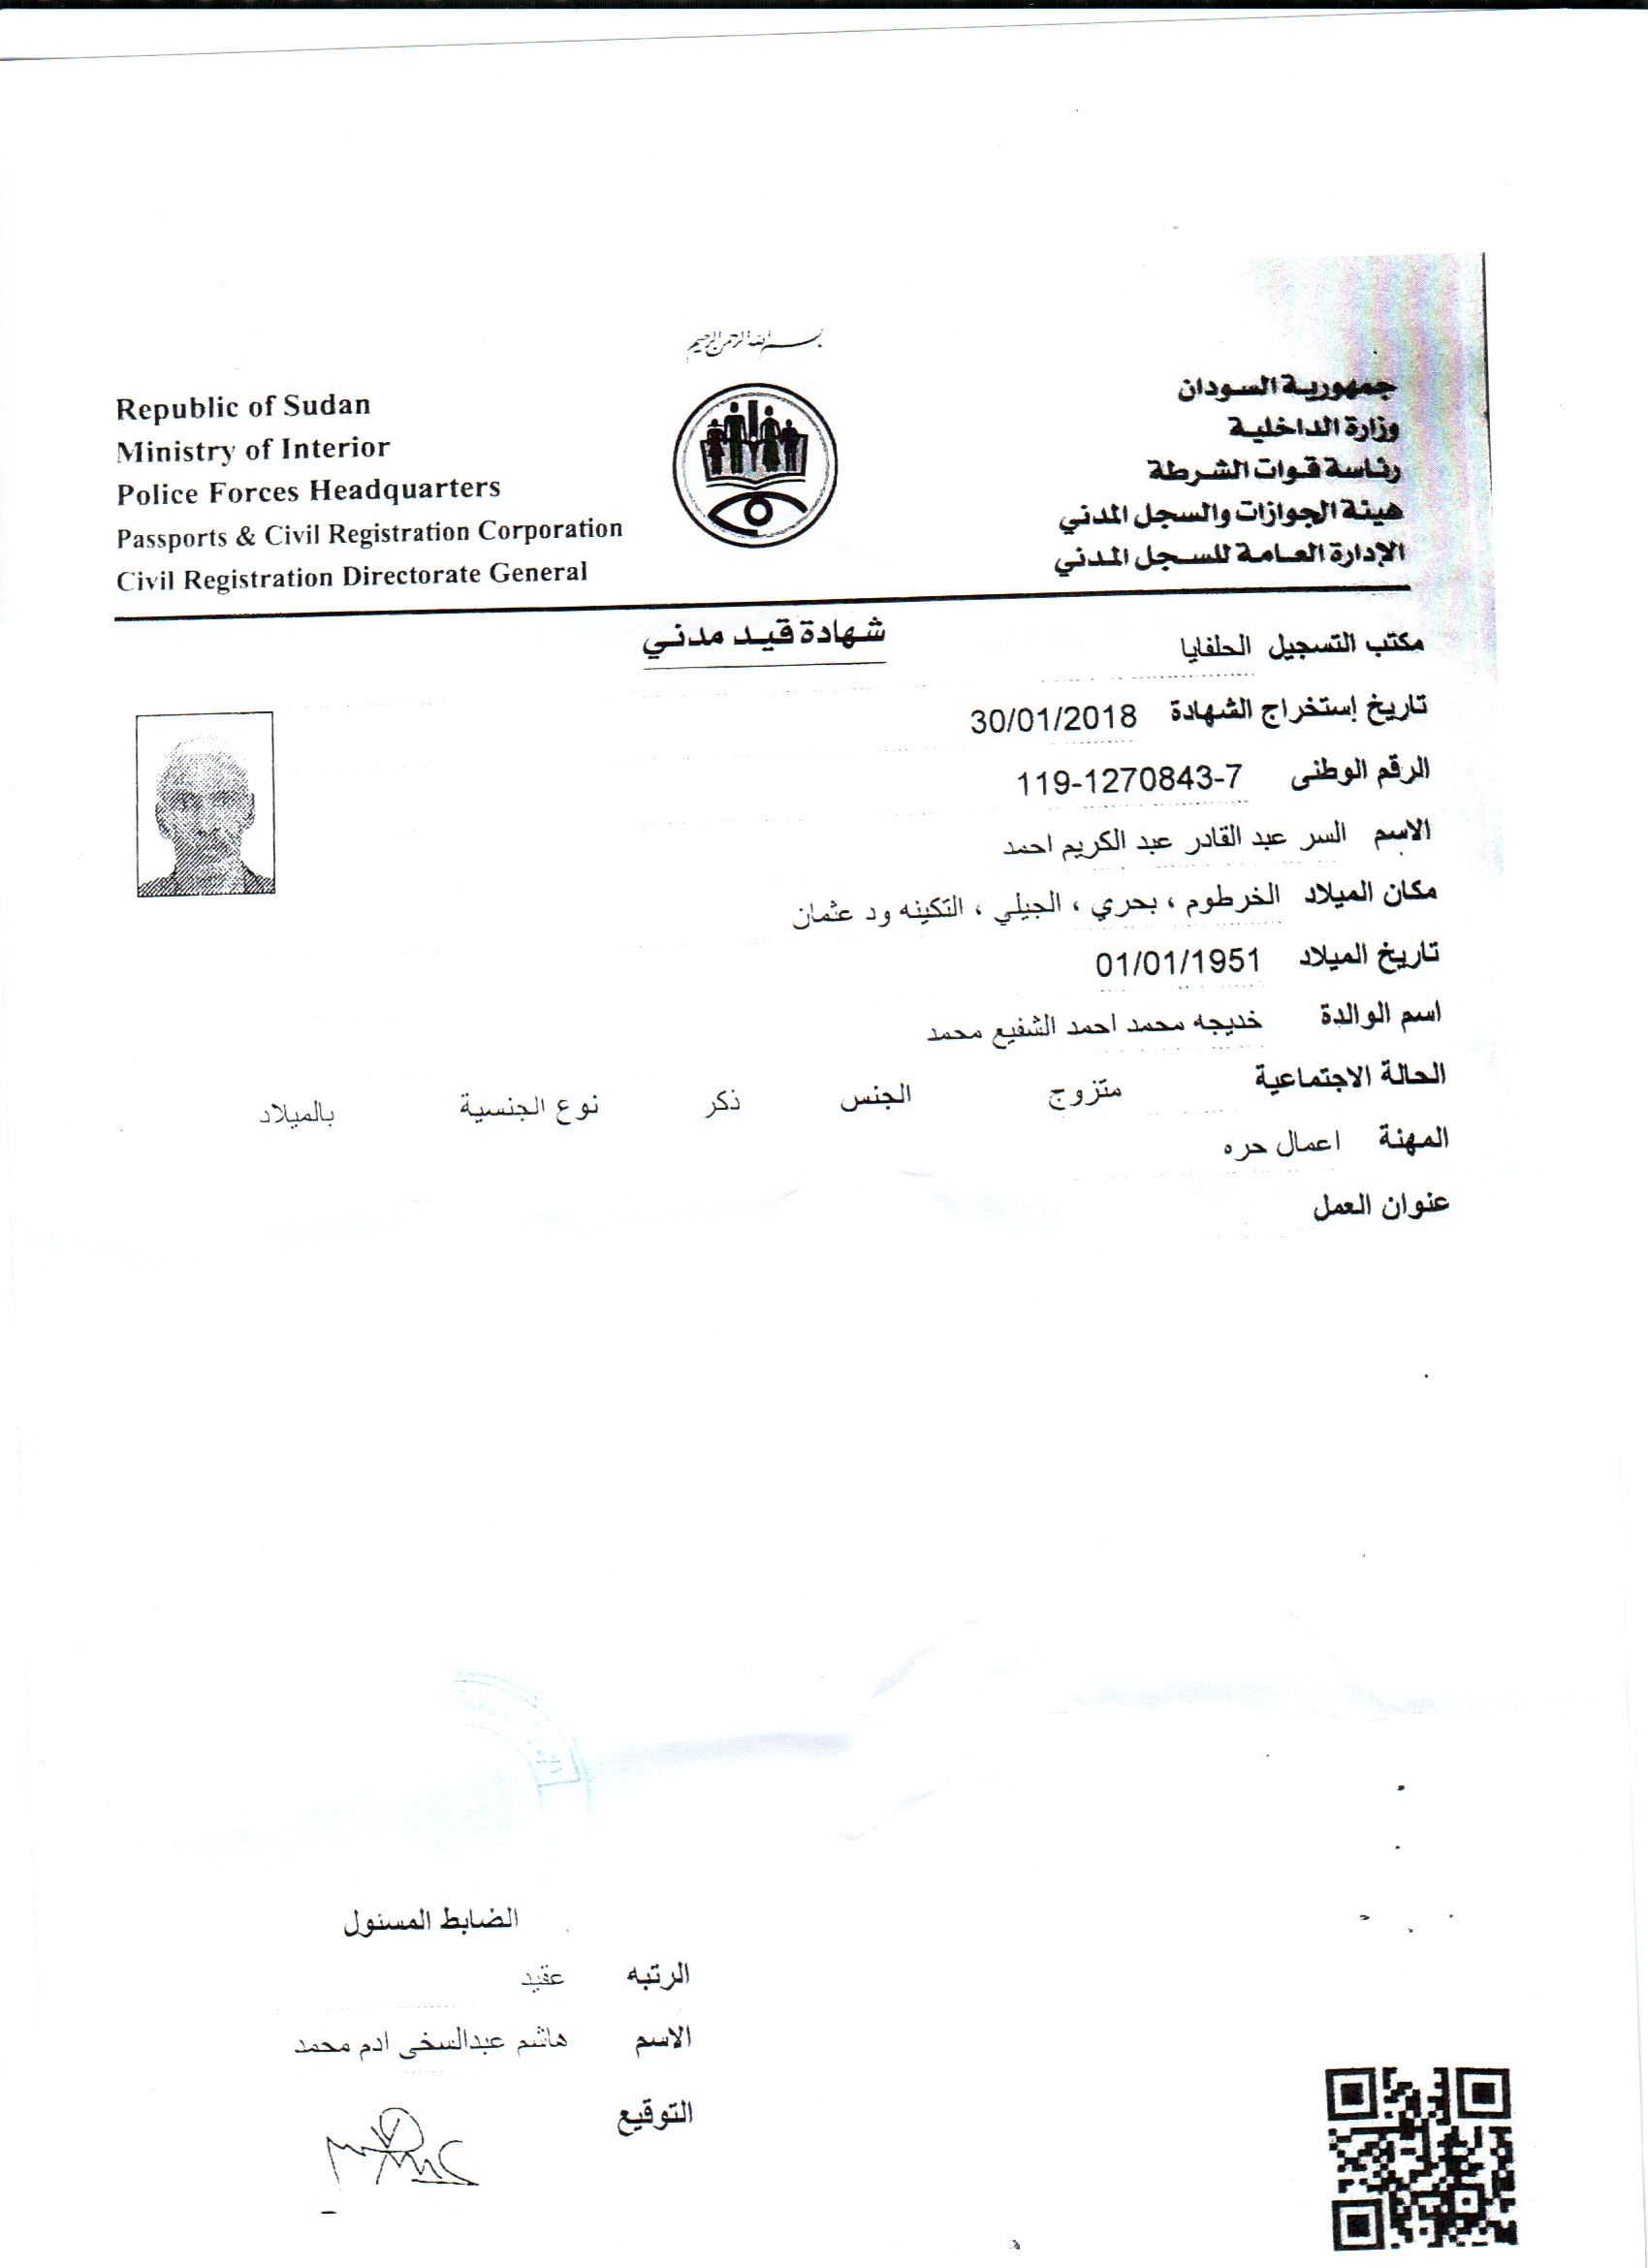 بسم الله الرحمن الرحيم
Republic of Sudan
Ministry of Interior
Police Forces Headquarters
Passports & Civil Registration Corporation
Civil Registration Directorate General
جمهورية السودان
وزارة الداخلية
رئاسة قوات الشرطة
هيئة الجوازات والسجل المدني
الإدارة العامة للسجل المدني
شهادة قيد مدني
مكتب التسجيل الحلفايا
تاريخ إستخراج الشهادة 30/01/2018
الرقم الوطنى 119-1270843-7
الاسم السر عبد القادر عبد الكريم احمد
مكان الميلاد الخرطوم ، بحري ، الجيلي ، التكينه ود عثمان
تاريخ الميلاد 01/01/1951
اسم الوالدة خديجه محمد احمد الشفيع محمد
الحالة الاجتماعية متزوج الجنس ذكر نوع الجنسية بالميلاد
المهنة اعمال حره
عنوان العمل
الضابط المسئول
الرتبه عقيد
الاسم هاشم عبدالسخى ادم محمد
التوقيع